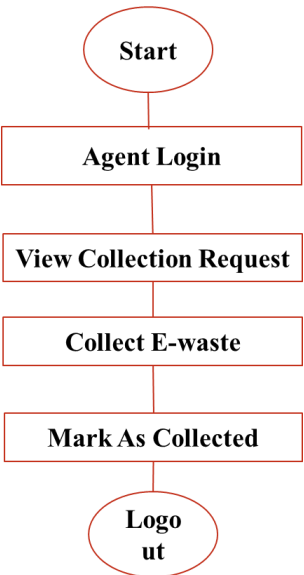 Start
Agent Login
View Collection Request
Collect E-waste
Mark As Collected
Logo
ut